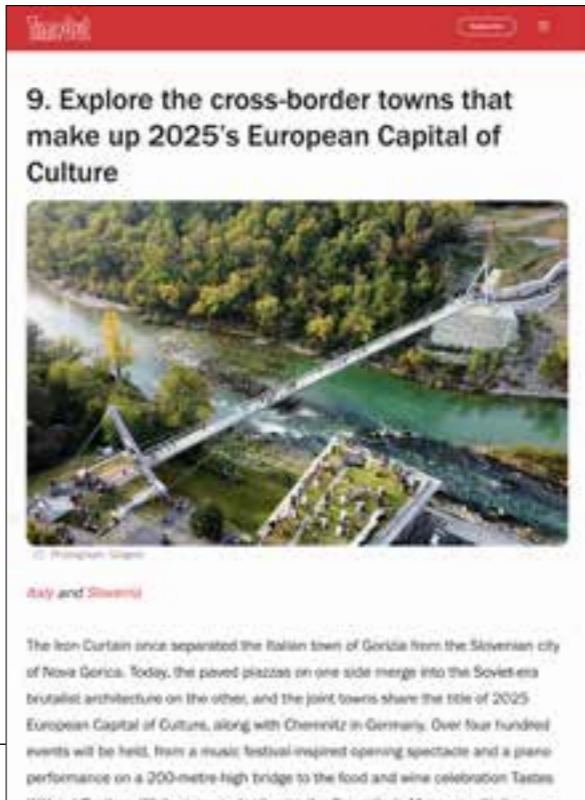 TimeOut
9. Explore the cross-border towns that
make up 2025's European Capital of
Culture
Italy and Slovenia
The Iron Curtain once separated the Italian town of Gorizia from the Slovenian city
of Nova Gorica. Today, the paved piazzas on one side merge into the Soviet-era
brutalist architecture on the other, and the joint towns share the title of 2025
European Capital of Culture, along with Chemnitz in Germany. Over four hundred
events will be held, from a music festival-inspired opening spectacle and a piano
performance on a 200-metre-high bridge to the food and wine celebration Tastes